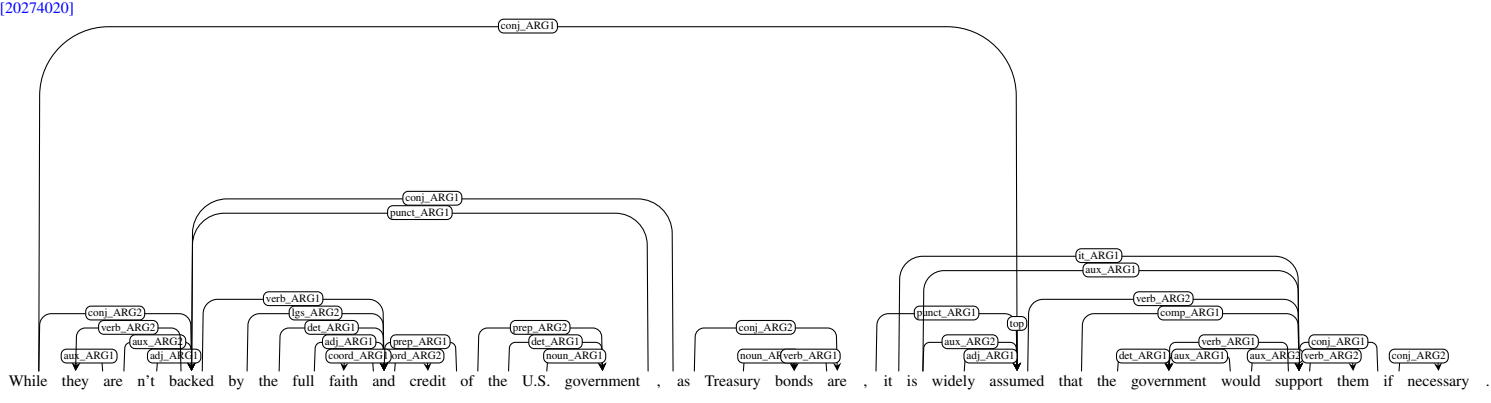 [20274020]
conj_ARG1
conj_ARG1
punct_ARG1
it_ARG1
aux_ARG1
verb_ARG1 verb_ARG2
conj_ARG2 lgs_ARG2 punct_ARG1 comp_ARG1
top
verb_ARG2 det_ARG1 prep_ARG2 conj_ARG2
aux_ARG2 adj_ARG1 prep_ARG1 det_ARG1 aux_ARG2 verb_ARG1 conj_ARG1
aux_ARG1 adj_ARG1 coord_ARG1 ord_ARG2 noun_ARG1 noun_AR verb_ARG1 adj_ARG1 det_ARG1 aux_ARG1 aux_ARG2 verb_ARG2 conj_ARG2
While they are n't backed by the full faith and credit of the U.S. government , as Treasury bonds are , it is widely assumed that the government would support them if necessary .